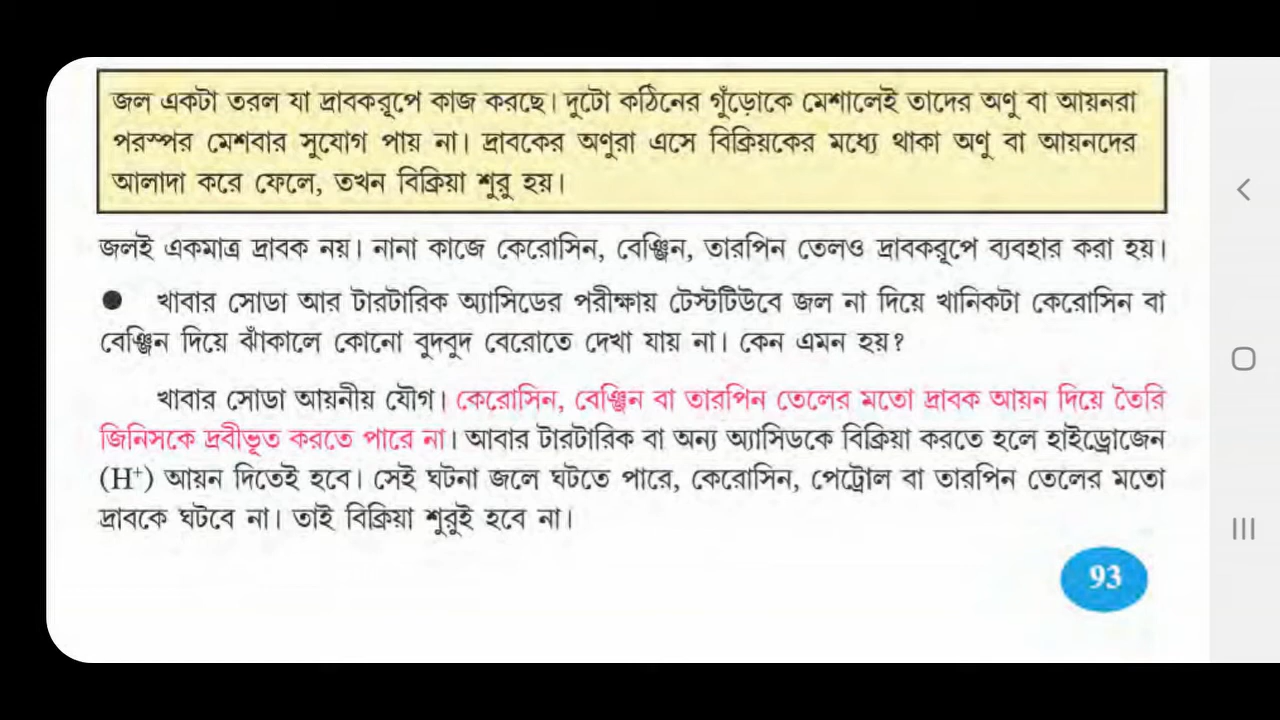 জল একটা তরল যা দ্রাবকরূপে কাজ করছে। দুটো কঠিনের গুঁড়োকে মেশালেই তাদের অণু বা আয়নরা
পরস্পর মেশবার সুযোগ পায় না। দ্রাবকের অণুরা এসে বিক্রিয়কের মধ্যে থাকা অণু বা আয়নদের
আলাদা করে ফেলে, তখন বিক্রিয়া শুরু হয়।
জলই একমাত্র দ্রাবক নয়। নানা কাজে কেরোসিন, বেঞ্জিন, তারপিন তেলও দ্রাবকরূপে ব্যবহার করা হয়।
● খাবার সোডা আর টারটারিক অ্যাসিডের পরীক্ষায় টেস্টটিউবে জল না দিয়ে খানিকটা কেরোসিন বা
বেঞ্জিন দিয়ে ঝাঁকালে কোনো বুদবুদ বেরোতে দেখা যায় না। কেন এমন হয়?
খাবার সোডা আয়নীয় যৌগ। কেরোসিন, বেঞ্জিন বা তারপিন তেলের মতো দ্রাবক আয়ন দিয়ে তৈরি
জিনিসকে দ্রবীভূত করতে পারে না। আবার টারটারিক বা অন্য অ্যাসিডকে বিক্রিয়া করতে হলে হাইড্রোজেন
(H⁺) আয়ন দিতেই হবে। সেই ঘটনা জলে ঘটতে পারে, কেরোসিন, পেট্রোল বা তারপিন তেলের মতো
দ্রাবকে ঘটবে না। তাই বিক্রিয়া শুরুই হবে না।
93